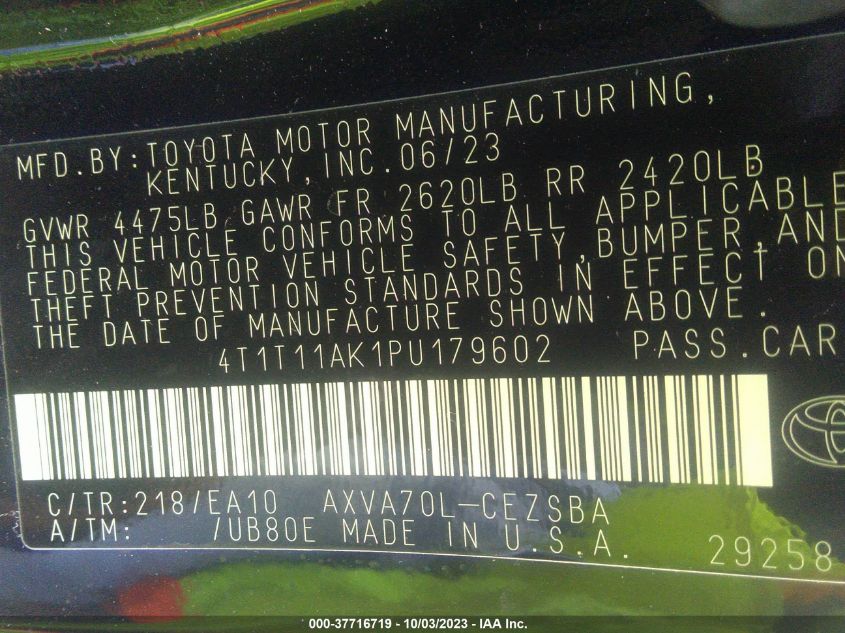 MFD.BY:TOYOTA MOTOR MANUFACTURING,
KENTUCKY,INC.06/23
GVWR 4475LB GAWR FR 2620LB RR 2420LB
THIS VEHICLE CONFORMS TO ALL APPLICABLE
FEDERAL MOTOR VEHICLE SAFETY,BUMPER,AND
THEFT PREVENTION STANDARDS IN EFFECT ON
THE DATE OF MANUFACTURE SHOWN ABOVE.
4T1T11AK1PU179602 PASS.CAR
C/TR:218/EA10 AXVA70L-CEZSBA
A/TM: /UB80E MADE IN U.S.A. 29258
000-37716719 - 10/03/2023 - IAA Inc.